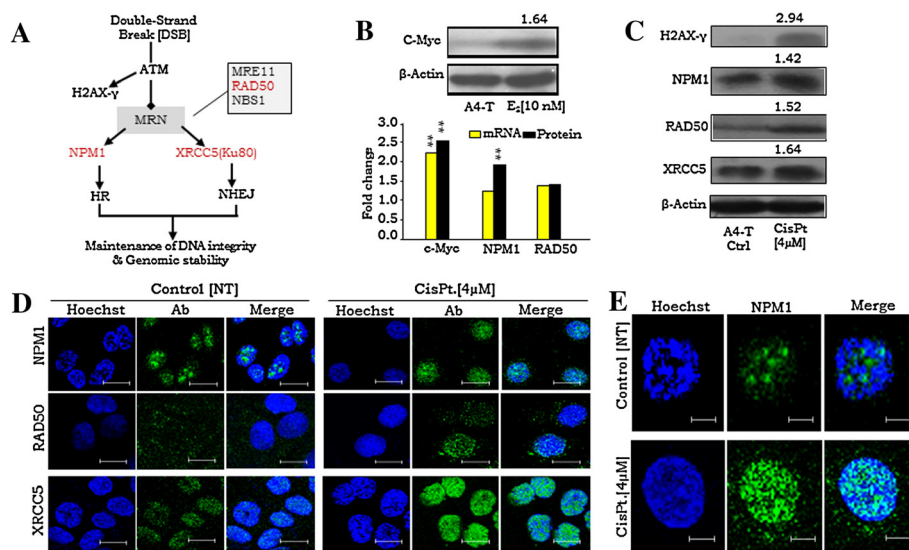 A
Double-Strand
Break [DSB]
ATM
H2AX-γ
MRE11
RAD50
NBS1
MRN
NPM1
XRCC5(Ku80)
HR
NHEJ
Maintenance of DNA integrity
& Genomic stability
B
1.64
C-Myc
β-Actin
A4-T
E₂[10 nM]
mRNA
Protein
Fold change
3.0
2.5
2.0
1.5
1.0
0.0
**
**
**
c-Myc
NPM1
RAD50
C
2.94
H2AX-γ
1.42
NPM1
1.52
RAD50
1.64
XRCC5
β-Actin
A4-T
Ctrl
CisPt
[4µM]
D
Control [NT]
CisPt.[4µM]
Hoechst
Ab
Merge
Hoechst
Ab
Merge
NPM1
RAD50
XRCC5
E
Hoechst
NPM1
Merge
Control [NT]
CisPt.[4µM]